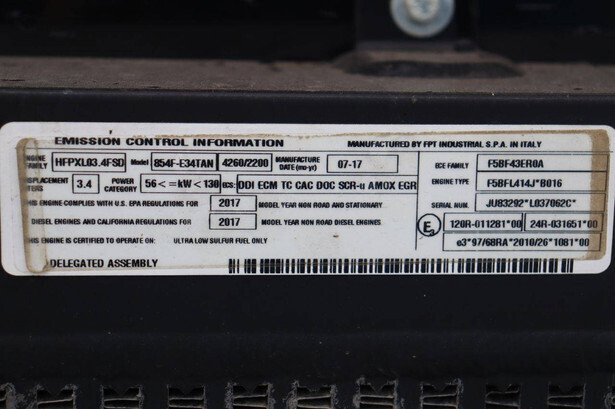 EMISSION CONTROL INFORMATION MANUFACTURED BY FPT INDUSTRIAL S.P.A. IN ITALY
FAMILY HFPXL03.4FSD Model 854F-E34TAN 4260/2200 MANUFACTURE DATE (mo-yr) 07-17 ECE FAMILY F5BF43ER0A
3.4 POWER CATEGORY 56<=kW<130 ECS: DDI ECM TC CAC DOC SCR-u AMOX EGR ENGINE TYPE F5BFL414J*B016
THIS ENGINE COMPLIES WITH U.S. EPA REGULATIONS FOR 2017 MODEL YEAR NON ROAD AND STATIONARY SERIAL NUMBER JU83292*L037062C*
DIESEL ENGINES AND CALIFORNIA REGULATIONS FOR 2017 MODEL YEAR NON ROAD DIESEL ENGINES. 120R-011281*00 24R-031651*00
THIS ENGINE IS CERTIFIED TO OPERATE ON: ULTRA LOW SULFUR FUEL ONLY e3*97/68RA*2010/26*1081*00
DELEGATED ASSEMBLY